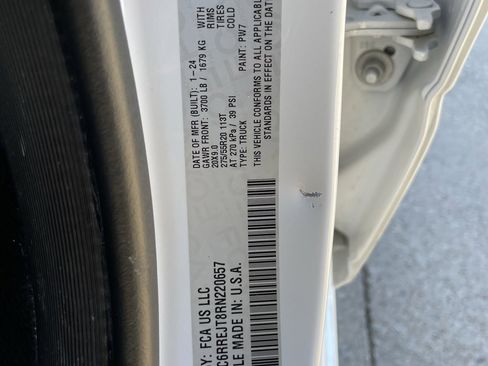 Y: FCA US LLC
DATE OF MFR (BUILT): 1-24
GAWR FRONT: 3700 LB / 1679 KG WITH
20X9.0 RIMS
275/55R20 113T TIRES
AT 270 kPa / 39 PSI COLD
TYPE: TRUCK PAINT: PW7
THIS VEHICLE CONFORMS TO ALL APPLICABLE
STANDARDS IN EFFECT ON THE DATE
C6RREJT8RN220657
LE MADE IN: U.S.A.